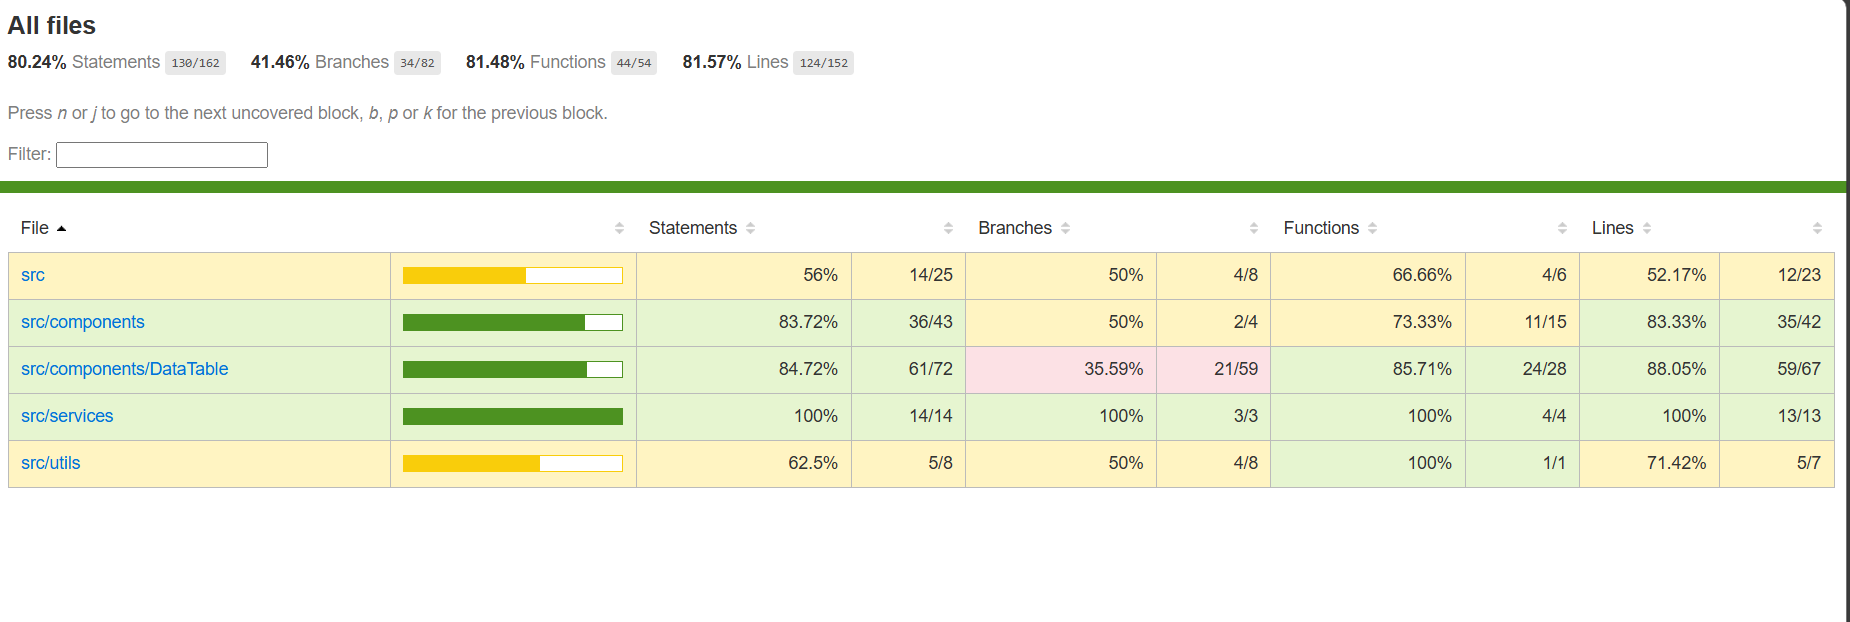 All files
80.24% Statements 130/162 41.46% Branches 34/82 81.48% Functions 44/54 81.57% Lines 124/152
Press n or j to go to the next uncovered block, b, p or k for the previous block.
Filter:
File Statements Branches Functions Lines
src 56% 14/25 50% 4/8 66.66% 4/6 52.17% 12/23
src/components 83.72% 36/43 50% 2/4 73.33% 11/15 83.33% 35/42
src/components/DataTable 84.72% 61/72 35.59% 21/59 85.71% 24/28 88.05% 59/67
src/services 100% 14/14 100% 3/3 100% 4/4 100% 13/13
src/utils 62.5% 5/8 50% 4/8 100% 1/1 71.42% 5/7